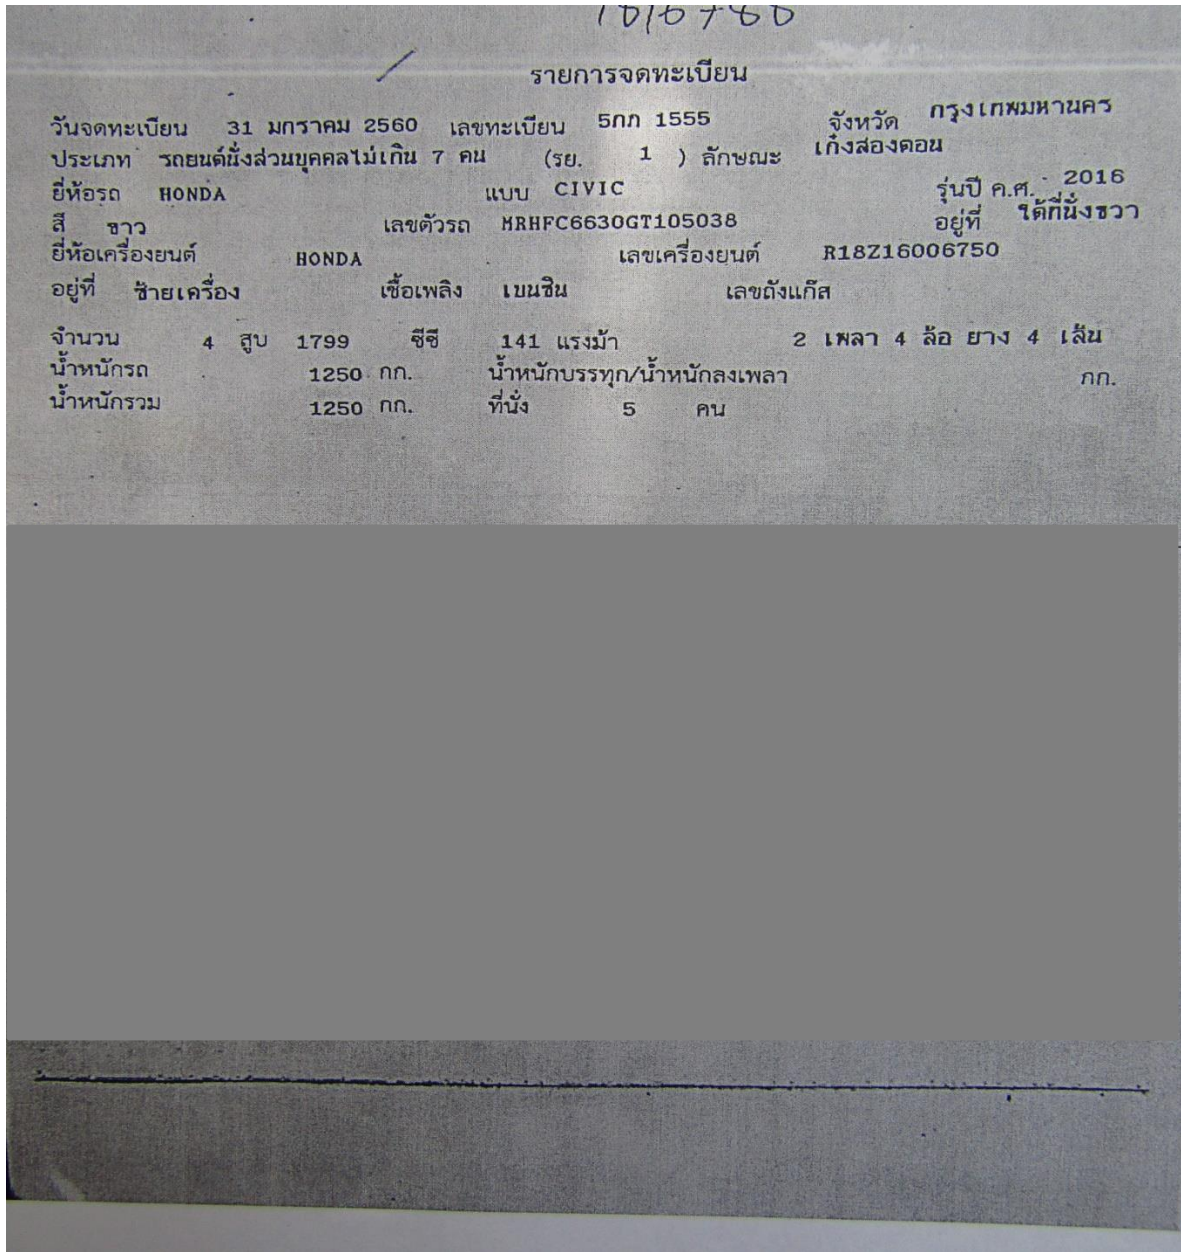 รายการจดทะเบียน
วันจดทะเบียน 31 มกราคม 2560 เลขทะเบียน 5กก 1555 จังหวัด กรุงเทพมหานคร
ประเภท รถยนต์นั่งส่วนบุคคลไม่เกิน 7 คน (รย. 1 ) ลักษณะ เก๋งสองตอน
ยี่ห้อรถ HONDA แบบ CIVIC รุ่นปี ค.ศ. 2016
สี ขาว เลขตัวรถ MRHFC6630GT105038 อยู่ที่ ใต้ที่นั่งขวา
ยี่ห้อเครื่องยนต์ HONDA เลขเครื่องยนต์ R18Z16006750
อยู่ที่ ซ้ายเครื่อง เชื้อเพลิง เบนซิน เลขถังแก๊ส
จำนวน 4 สูบ 1799 ซีซี 141 แรงม้า 2 เพลา 4 ล้อ ยาง 4 เส้น
น้ำหนักรถ 1250 กก. น้ำหนักบรรทุก/น้ำหนักลงเพลา กก.
น้ำหนักรวม 1250 กก. ที่นั่ง 5 คน